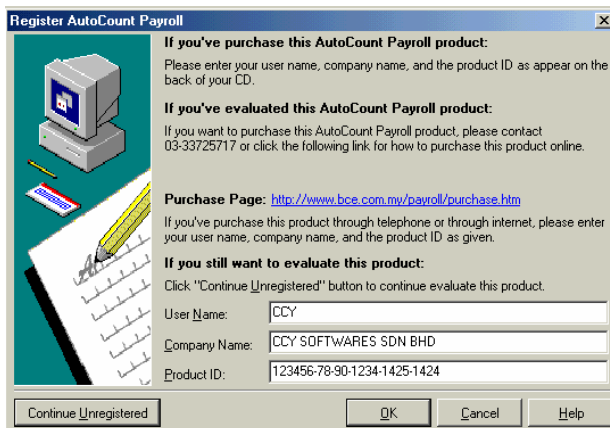 Register AutoCount Payroll
If you've purchase this AutoCount Payroll product:
Please enter your user name, company name, and the product ID as appear on the
back of your CD.
If you've evaluated this AutoCount Payroll product:
If you want to purchase this AutoCount Payroll product, please contact
03-33725717 or click the following link for how to purchase this product online.
Purchase Page: http://www.bce.com.my/payroll/purchase.htm
If you've purchase this product through telephone or through internet, please enter
your user name, company name, and the product ID as given.
If you still want to evaluate this product:
Click "Continue Unregistered" button to continue evaluate this product.
User Name: CCY
Company Name: CCY SOFTWARES SDN BHD
Product ID: 123456-78-90-1234-1425-1424
Continue Unregistered OK Cancel Help